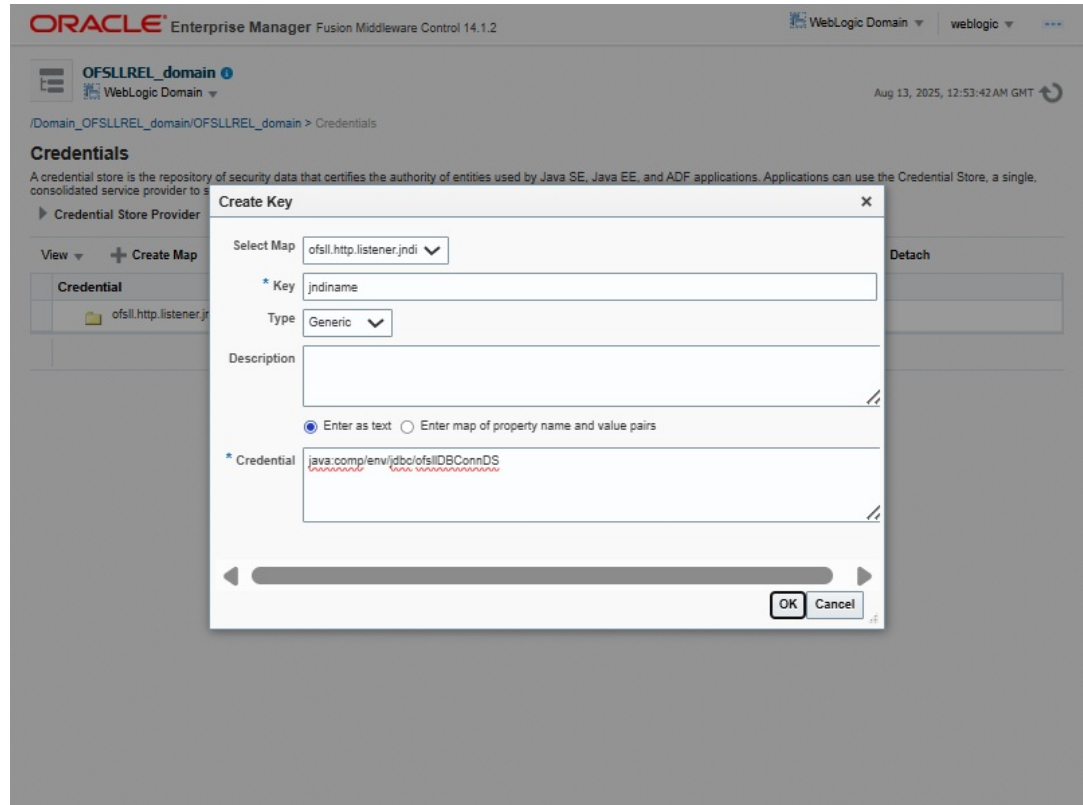 ORACLE Enterprise Manager Fusion Middleware Control 14.1.2
WebLogic Domain weblogic
OFSLLREL_domain
WebLogic Domain
Aug 13, 2025, 12:53:42 AM GMT
/Domain_OFSLLREL_domain/OFSLLREL_domain > Credentials
Credentials
A credential store is the repository of security data that certifies the authority of entities used by Java SE, Java EE, and ADF applications. Applications can use the Credential Store, a single,
consolidated service provider to s
Create Key
Credential Store Provider
Select Map ofsll.http.listener.jndi
View Create Map Detach
Credential
* Key jndiname
ofsll.http.listener.jn
Type Generic
Description
Enter as text Enter map of property name and value pairs
* Credential java:comp/env/jdbc/ofsllDBConnDS
OK Cancel